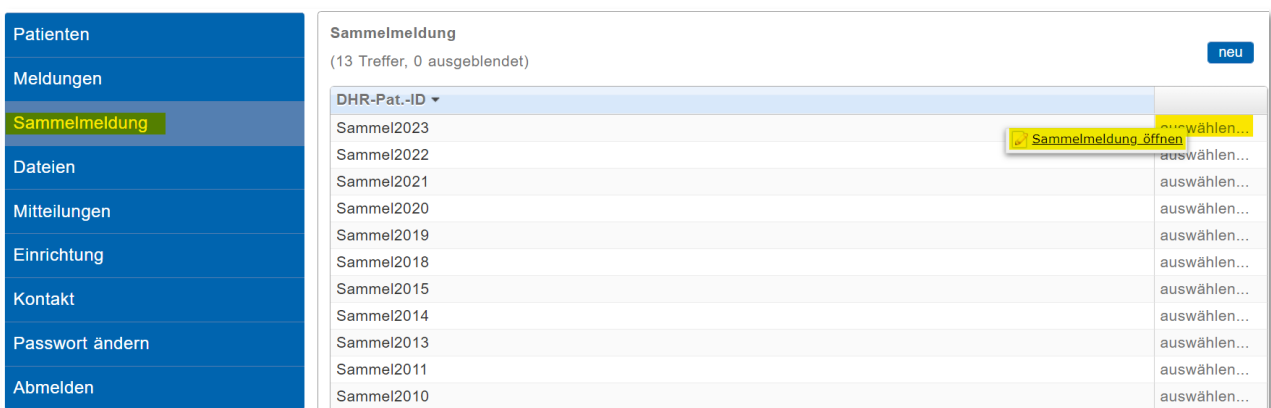 Patienten
Meldungen
Sammelmeldung
Dateien
Mitteilungen
Einrichtung
Kontakt
Passwort ändern
Abmelden
Sammelmeldung
(13 Treffer, 0 ausgeblendet)
neu
DHR-Pat.-ID
Sammel2023 auswählen...
Sammelmeldung öffnen
Sammel2022 auswählen...
Sammel2021 auswählen...
Sammel2020 auswählen...
Sammel2019 auswählen...
Sammel2018 auswählen...
Sammel2015 auswählen...
Sammel2014 auswählen...
Sammel2013 auswählen...
Sammel2011 auswählen...
Sammel2010 auswählen...